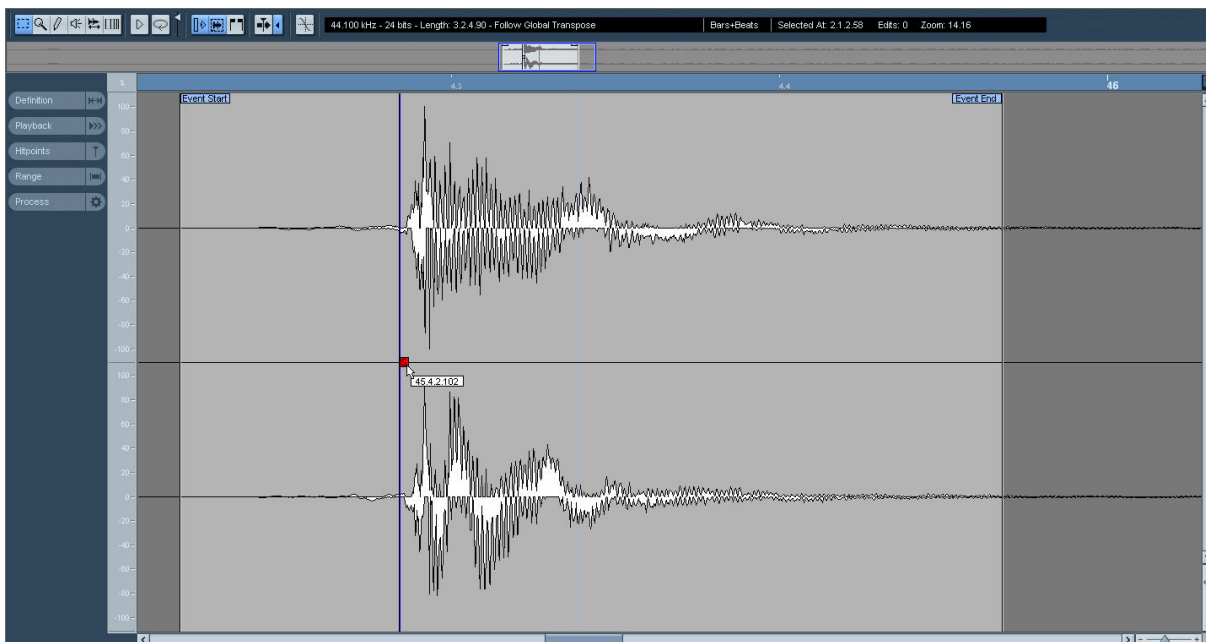 44.100 kHz - 24 bits - Length: 3.2.4.90 - Follow Global Transpose Bars+Beats Selected At: 2.1.2.58 Edits: 0 Zoom: 14.16
% 4.3 4.4 46
Definition
Playback
Hitpoints
Range
Process
Event Start Event End
100
80
60
40
20
0
-20
-40
-60
-80
-100
45.4.2.102
100
80
60
40
20
0
-20
-40
-60
-80
-100